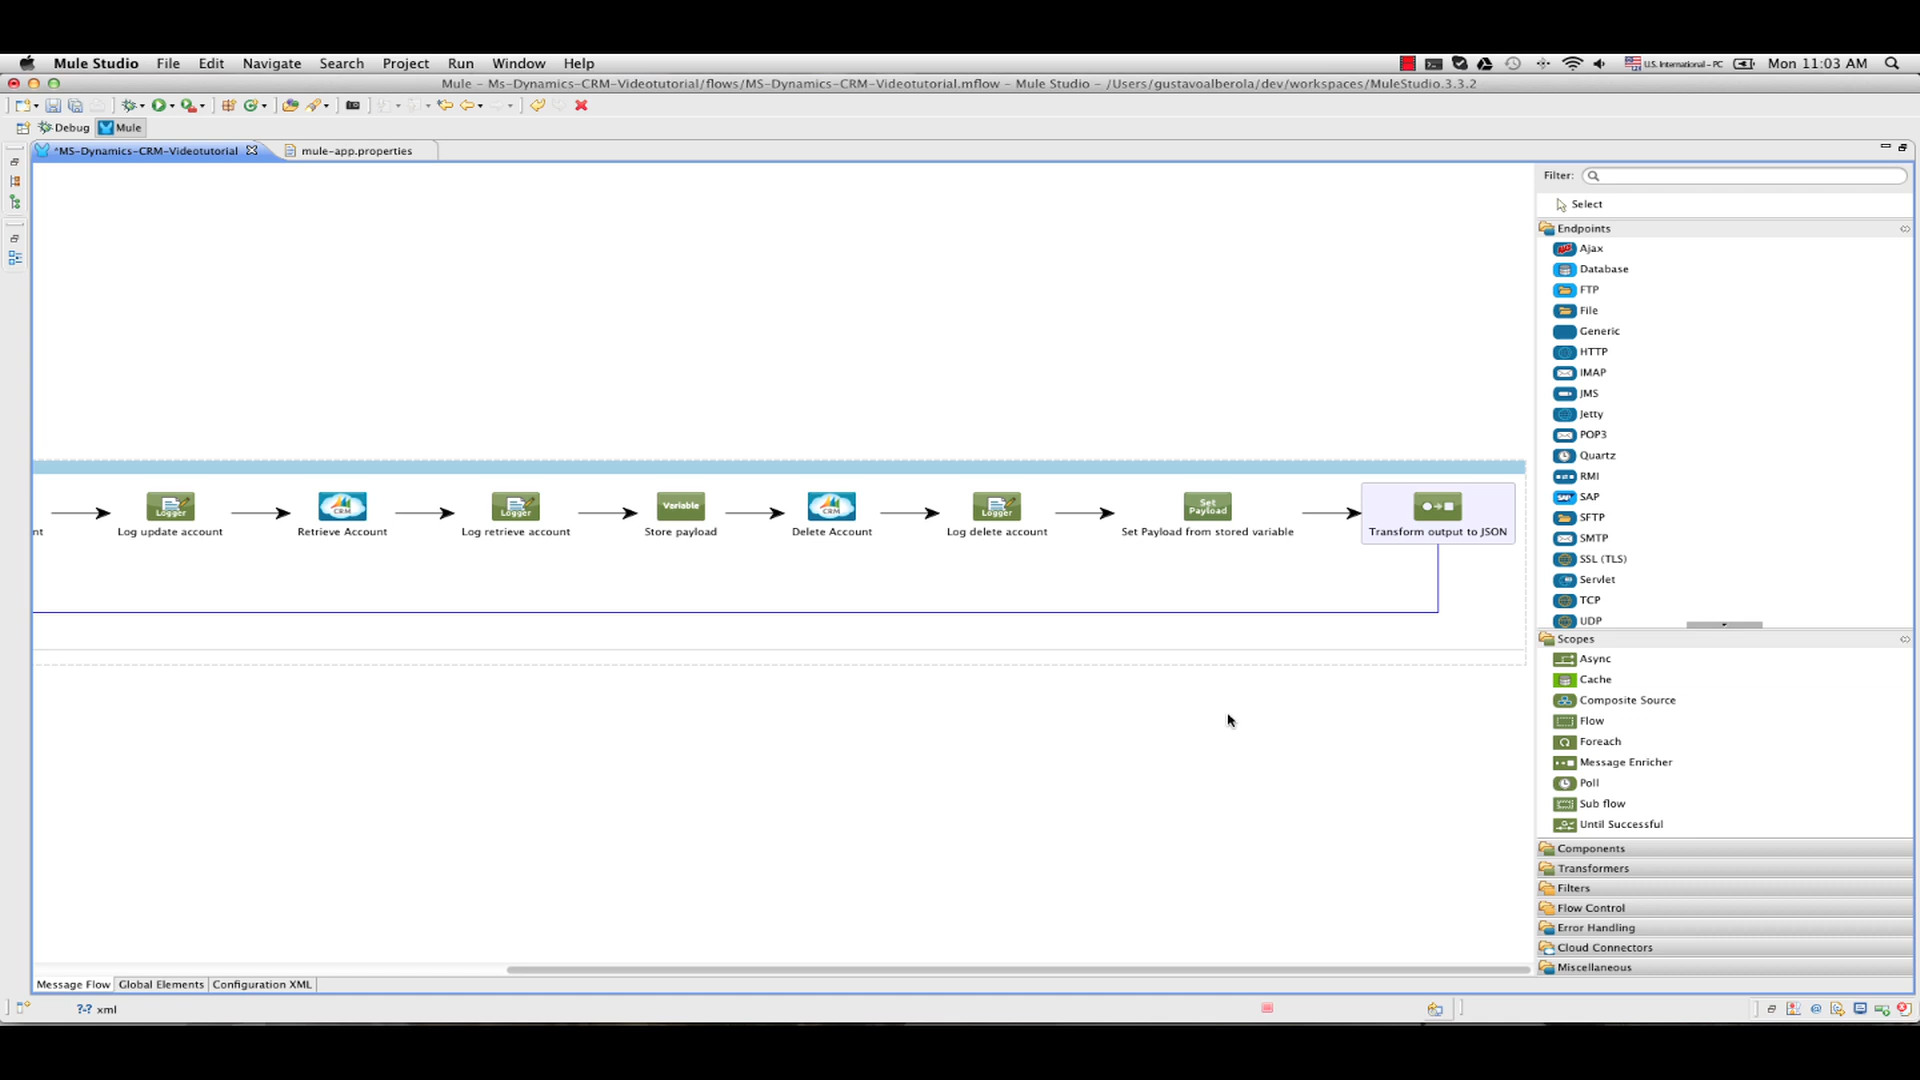 Mule Studio File Edit Navigate Search Project Run Window Help U.S. International - PC Mon 11:03 AM
Mule - Ms-Dynamics-CRM-Videotutorial/flows/MS-Dynamics-CRM-Videotutorial.mflow - Mule Studio - /Users/gustavoalberola/dev/workspaces/MuleStudio.3.3.2
Debug Mule
*MS-Dynamics-CRM-Videotutorial mule-app.properties
Filter:
Select
Endpoints
Ajax
Database
FTP
File
Generic
HTTP
IMAP
JMS
Jetty
POP3
Quartz
RMI
SAP
SFTP
SMTP
SSL (TLS)
Servlet
TCP
UDP
Scopes
Async
Cache
Composite Source
Flow
Foreach
Message Enricher
Poll
Sub flow
Until Successful
Components
Transformers
Filters
Flow Control
Error Handling
Cloud Connectors
Miscellaneous
Logger CRM Logger Variable CRM Logger Set Payload
nt Log update account Retrieve Account Log retrieve account Store payload Delete Account Log delete account Set Payload from stored variable Transform output to JSON
Message Flow Global Elements Configuration XML
?-? xml